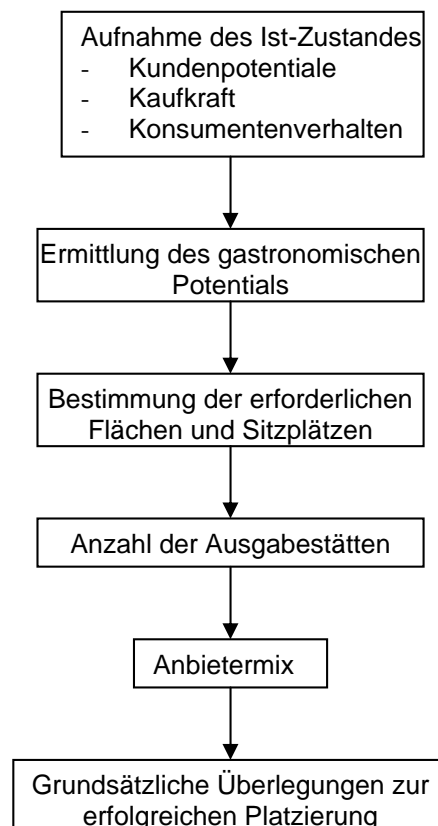 Aufnahme des Ist-Zustandes
- Kundenpotentiale
- Kaufkraft
- Konsumentenverhalten
Ermittlung des gastronomischen
Potentials
Bestimmung der erforderlichen
Flächen und Sitzplätzen
Anzahl der Ausgabestätten
Anbietermix
Grundsätzliche Überlegungen zur
erfolgreichen Platzierung